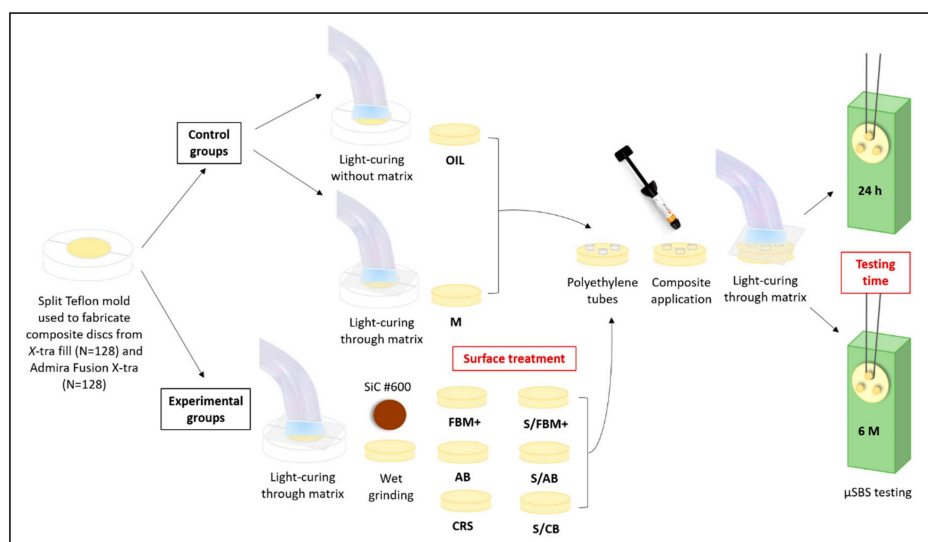 Control
groups
Light-curing
without matrix
OIL
Light-curing
through matrix
M
Split Teflon mold
used to fabricate
composite discs from
X-tra fill (N=128) and
Admira Fusion X-tra
(N=128)
Experimental
groups
Light-curing
through matrix
SiC #600
Wet
grinding
Surface treatment
FBM+
S/FBM+
AB
S/AB
CRS
S/CB
Polyethylene
tubes
Composite
application
Light-curing
through matrix
24 h
Testing
time
6 M
µSBS testing